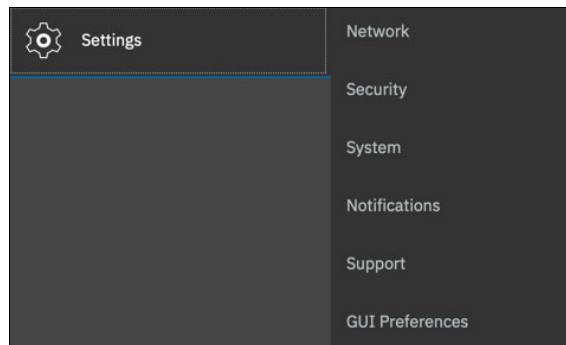 Settings
Network
Security
System
Notifications
Support
GUI Preferences